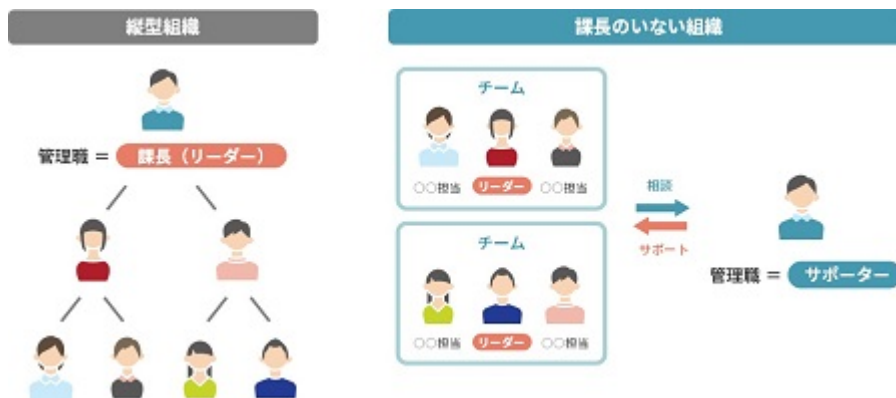 縦型組織
管理職 = 課長（リーダー）
課長のいない組織
チーム
○○担当 リーダー ○○担当
チーム
○○担当 リーダー ○○担当
相談
サポート
管理職 = サポーター